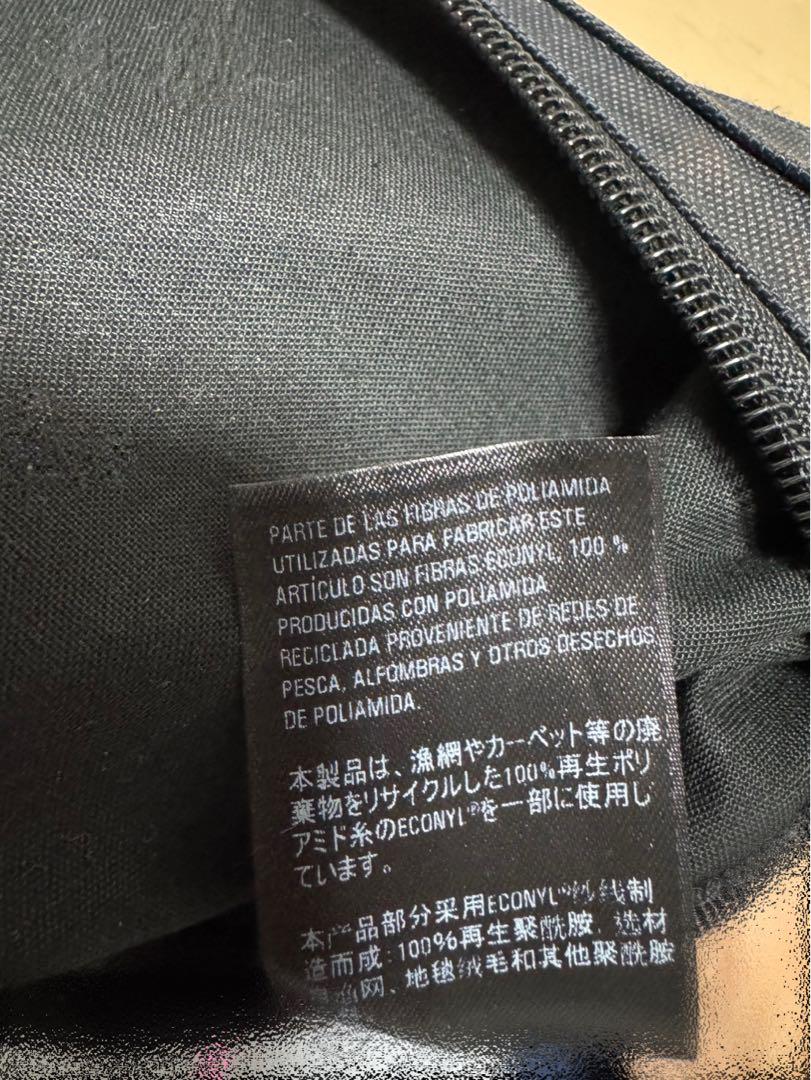 PARTE DE LAS FIBRAS DE POLIAMIDA
UTILIZADAS PARA FABRICAR ESTE
ARTÍCULO SON FIBRAS ECONYL, 100 %
PRODUCIDAS CON POLIAMIDA
RECICLADA PROVENIENTE DE REDES DE
PESCA, ALFOMBRAS Y OTROS DESECHOS
DE POLIAMIDA.
本製品は、漁網やカーペット等の廃
棄物をリサイクルした100%再生ポリ
アミド糸のECONYL®を一部に使用し
ています。
本产品部分采用ECONYL®纱线制
造而成: 100%再生聚酰胺, 选材
网、地毯绒毛和其他聚酰胺